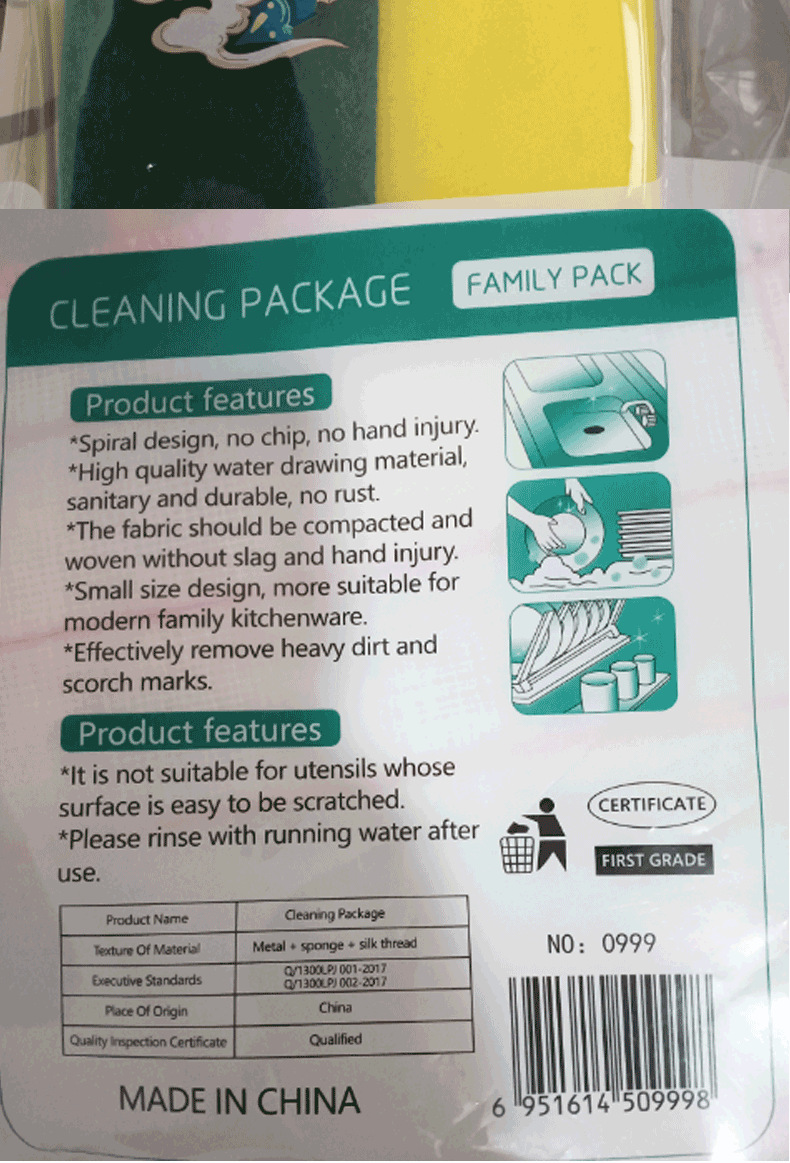 CLEANING PACKAGE FAMILY PACK
Product features
*Spiral design, no chip, no hand injury.
*High quality water drawing material,
sanitary and durable, no rust.
*The fabric should be compacted and
woven without slag and hand injury.
*Small size design, more suitable for
modern family kitchenware.
*Effectively remove heavy dirt and
scorch marks.
Product features
*It is not suitable for utensils whose
surface is easy to be scratched.
*Please rinse with running water after
use.
CERTIFICATE
FIRST GRADE
Product Name Cleaning Package
Texture Of Material Metal + sponge + silk thread
Executive Standards Q/1300LPJ 001-2017
Q/1300LPJ 002-2017
Place Of Origin China
Quality Inspection Certificate Qualified
NO: 0999
MADE IN CHINA
6 951614 509998